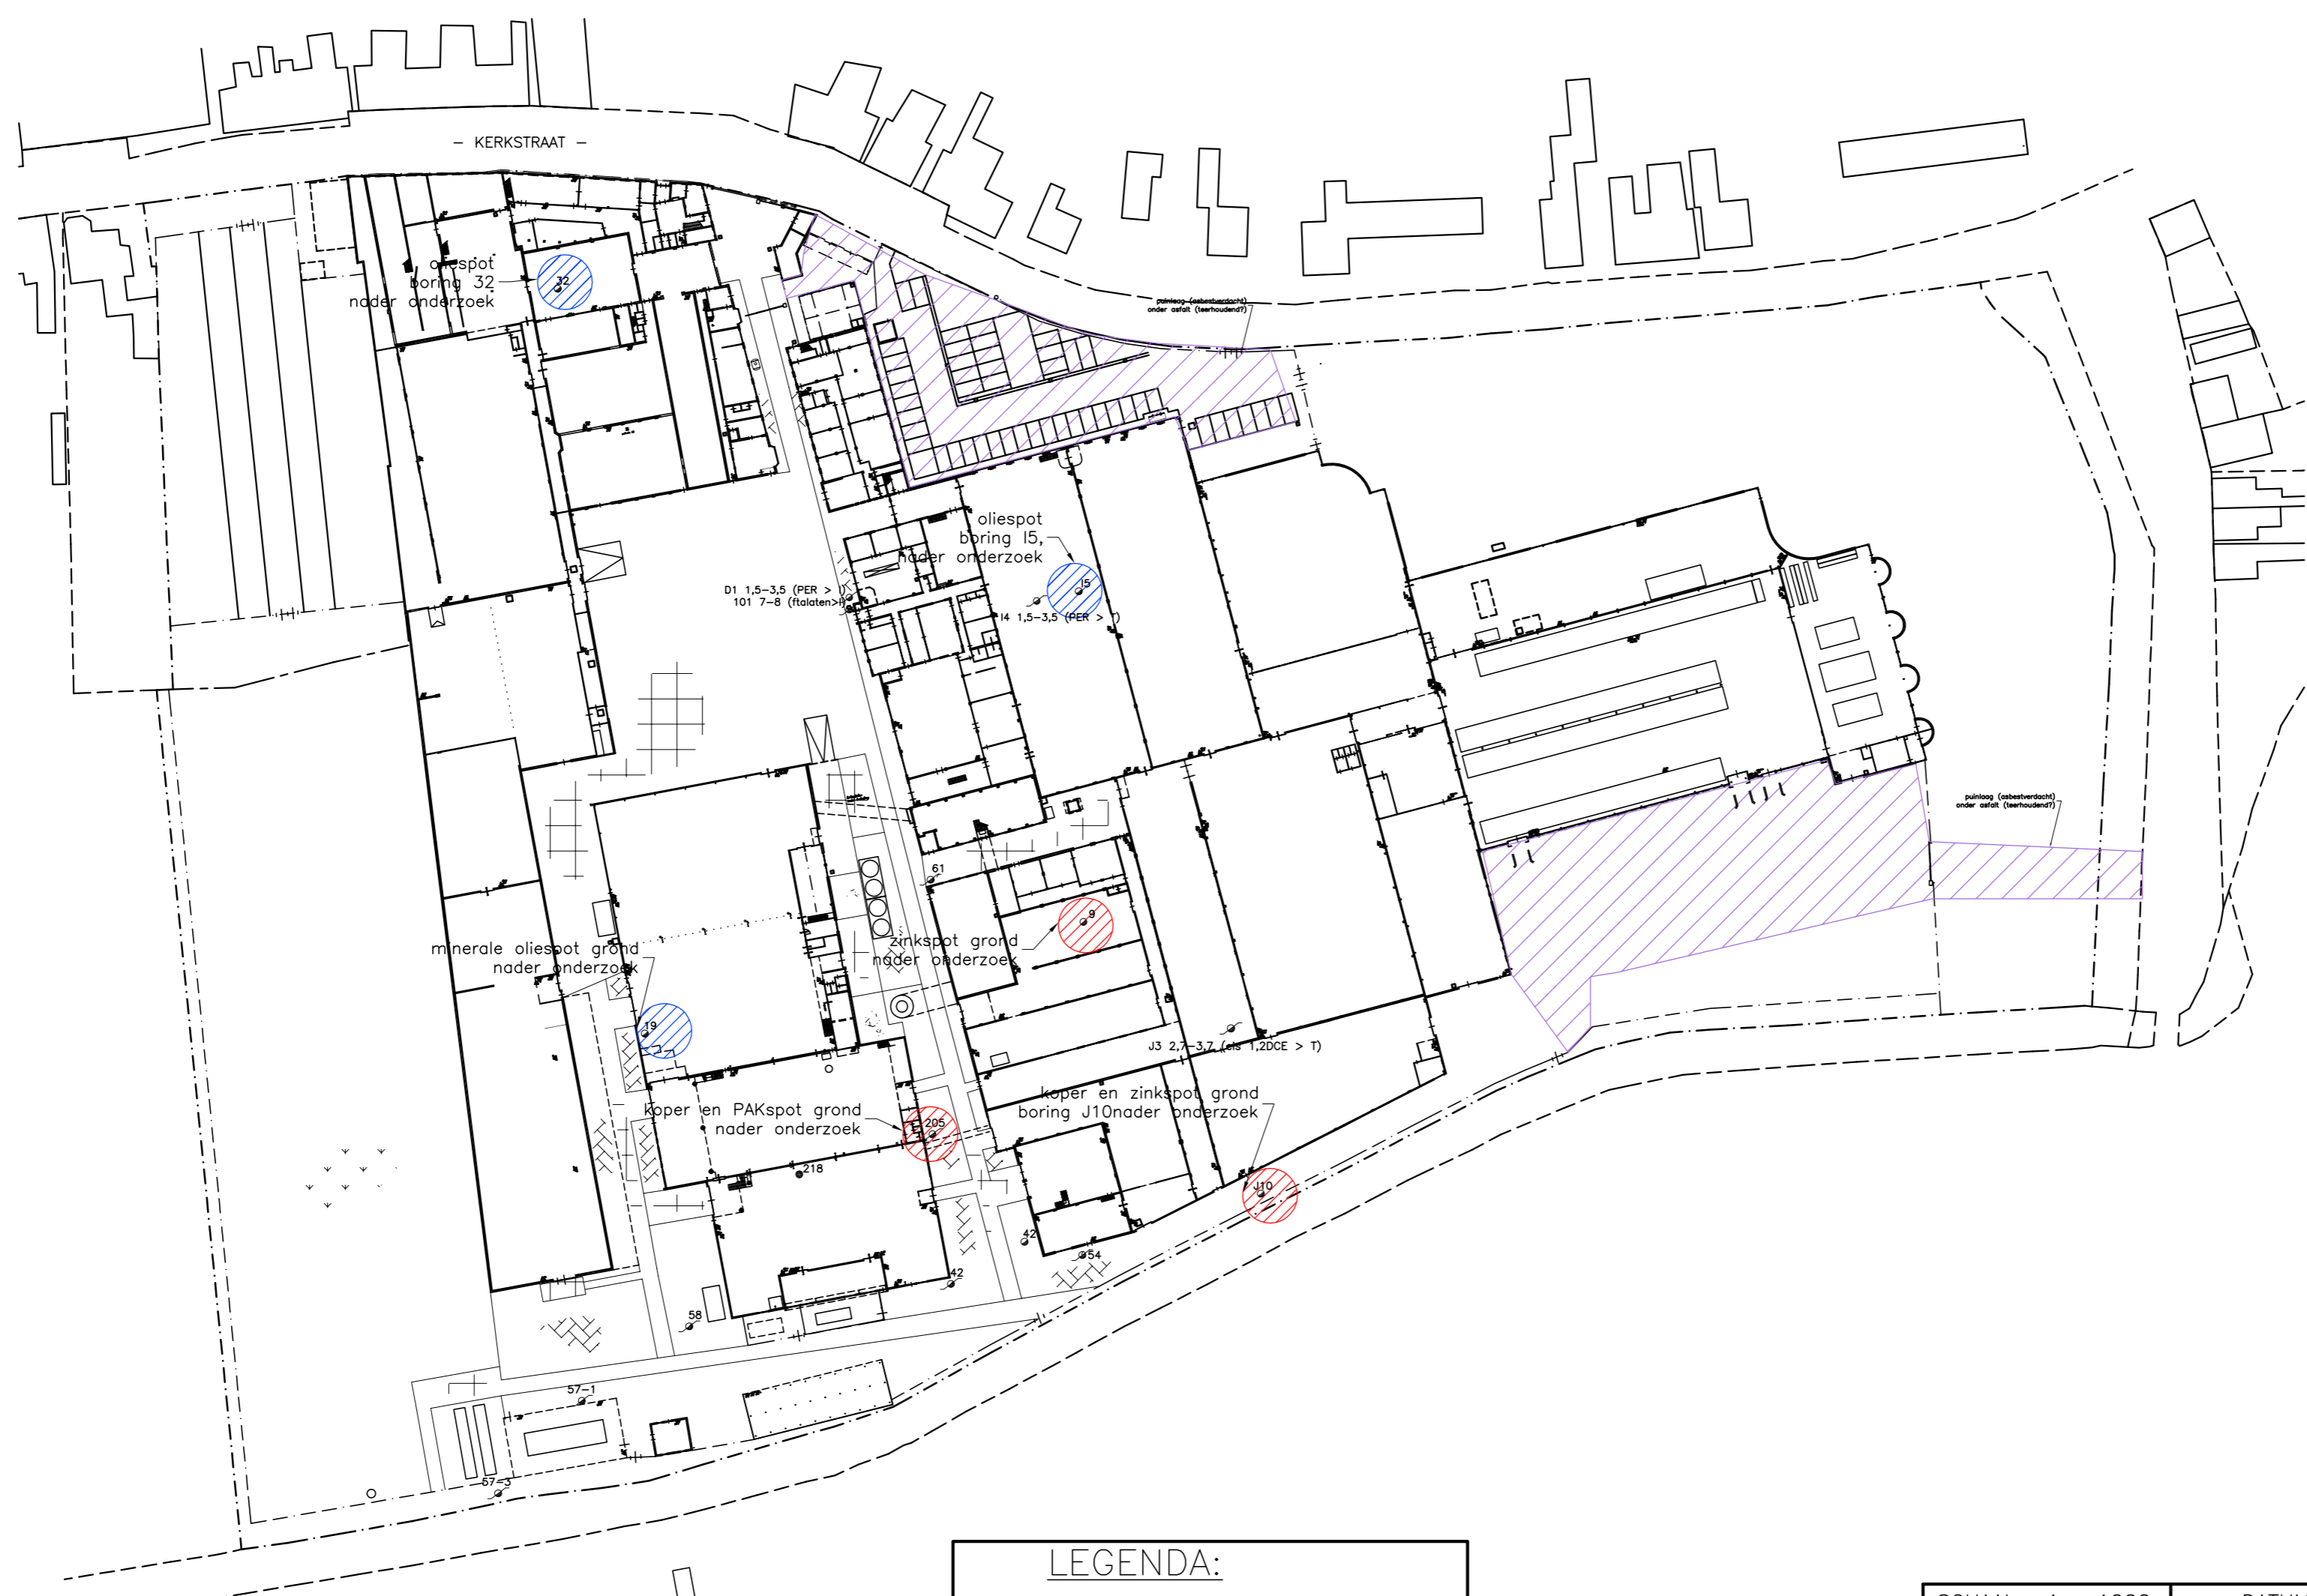 - KERKSTRAAT -
oliespot
boring 32
nader onderzoek
32
puinlaag (asbestverdacht)
onder asfalt (teerhoudend?)
oliespot
boring I5,
nader onderzoek
I5
D1 1,5-3,5 (PER > I)
101 7-8 (ftalaten>I)
I4 1,5-3,5 (PER > T)
puinlaag (asbestverdacht)
onder asfalt (teerhoudend?)
61
9
zinkspot grond
nader onderzoek
minerale oliespot grond
nader onderzoek
19
J3 2,7-3,7 (cis 1,2DCE > T)
koper en zinkspot grond
boring J10nader onderzoek
koper en PAKspot grond
nader onderzoek
205
218
J10
42
54
42
58
57-1
57-3
LEGENDA: